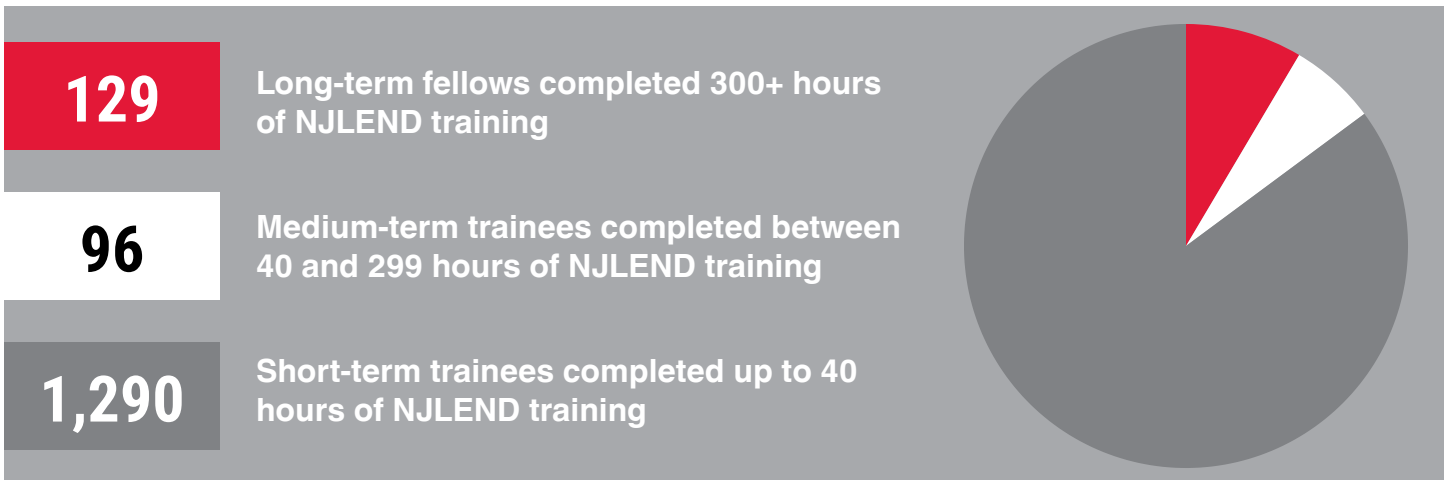 129
Long-term fellows completed 300+ hours
of NJLEND training
96
Medium-term trainees completed between
40 and 299 hours of NJLEND training
1,290
Short-term trainees completed up to 40
hours of NJLEND training